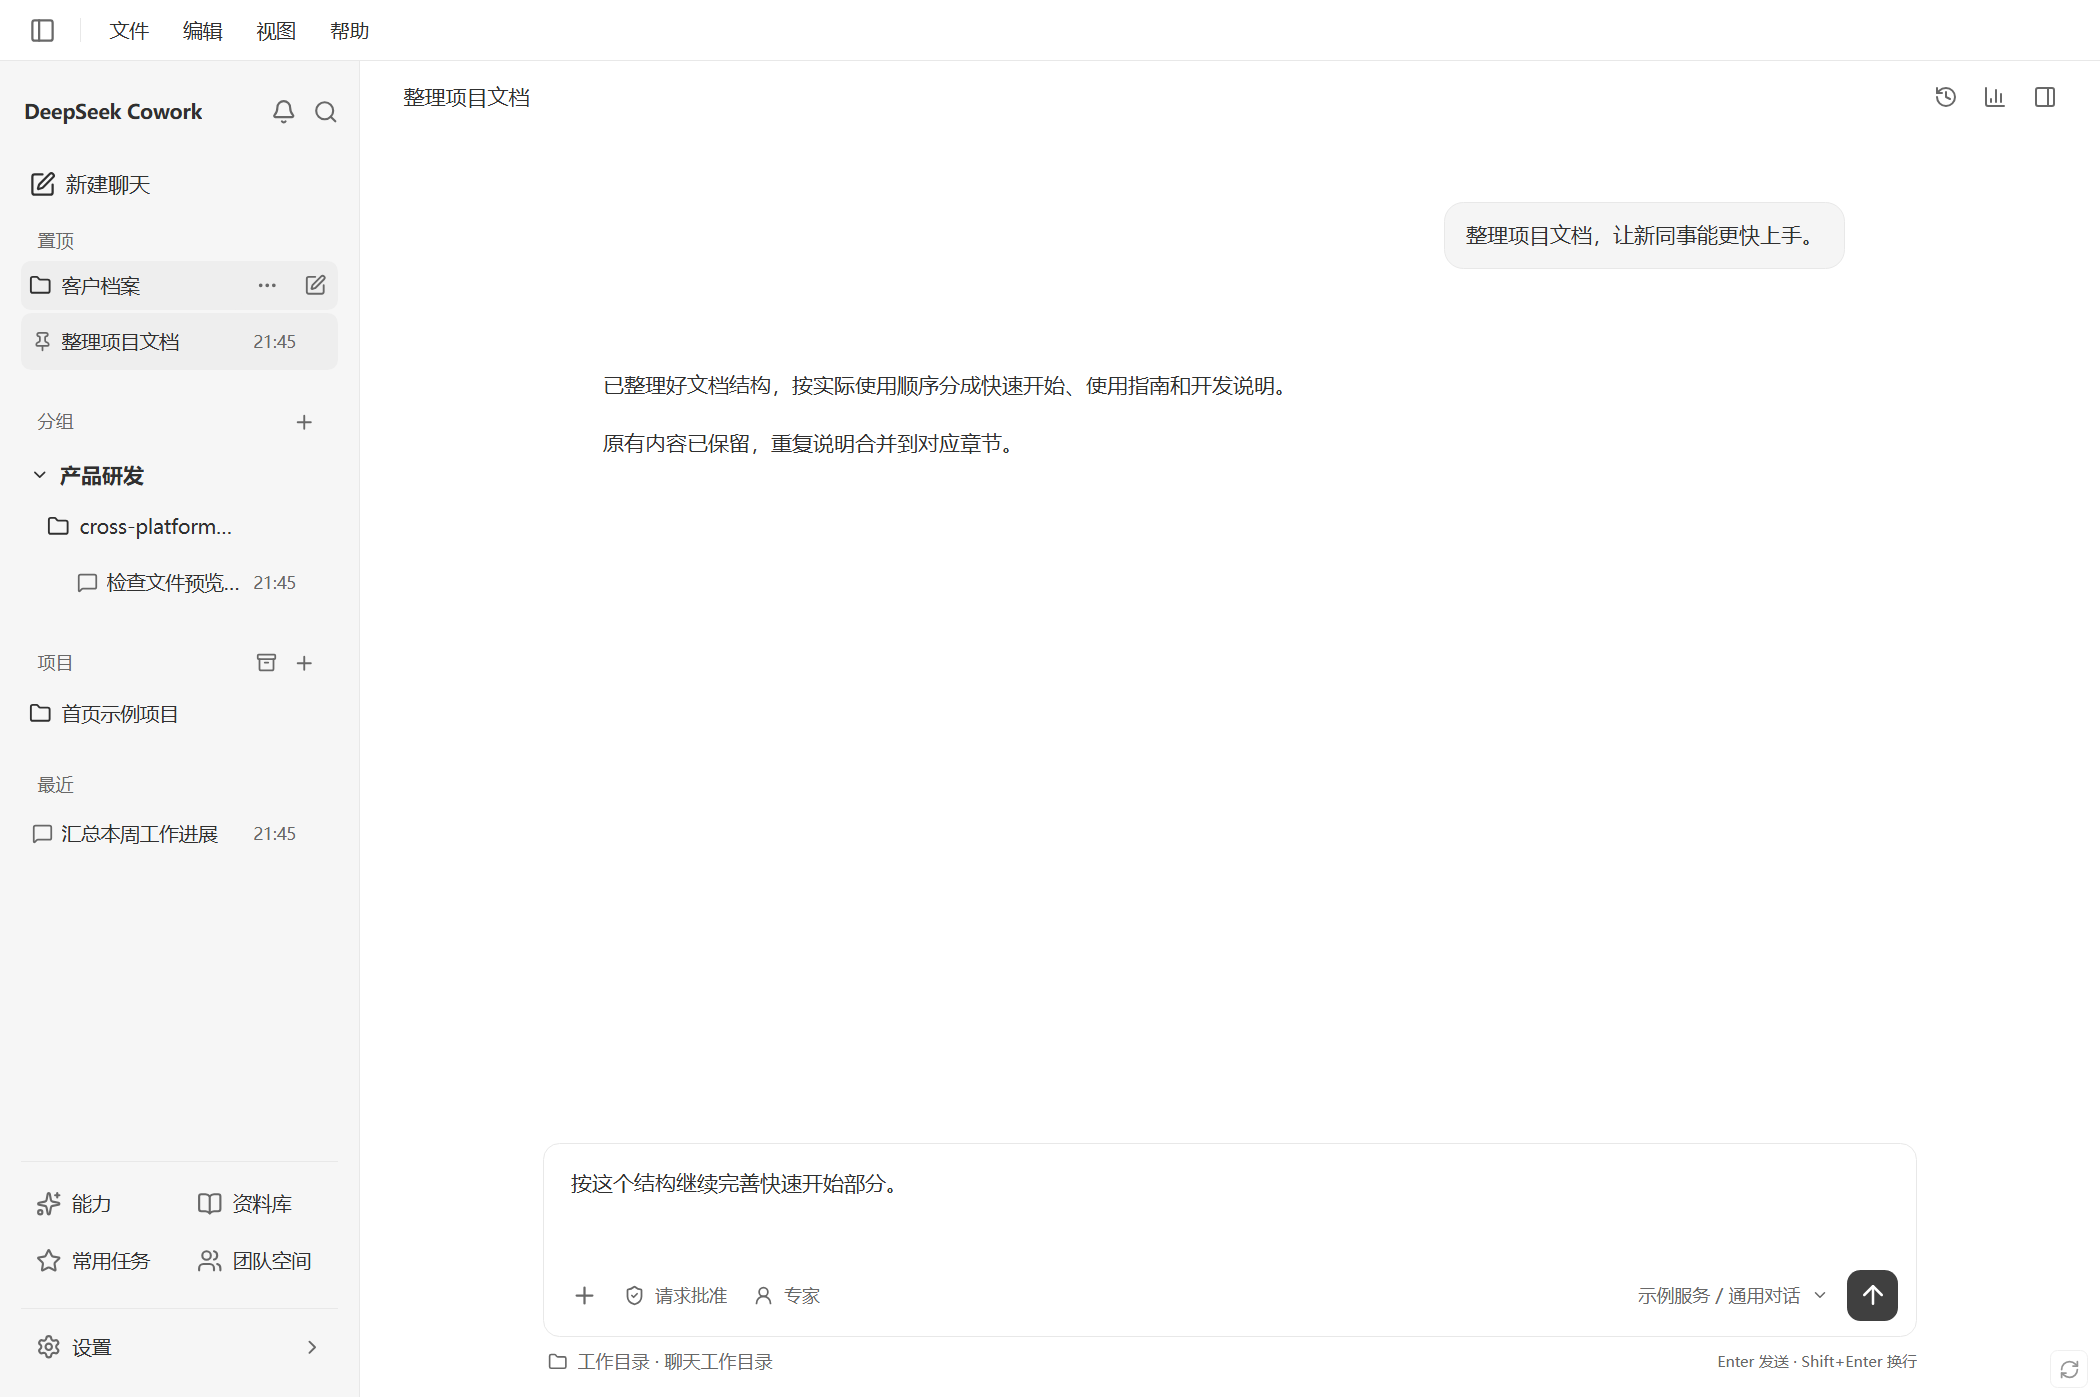 文件 编辑 视图 帮助
DeepSeek Cowork
新建聊天
置顶
客户档案
整理项目文档 21:45
分组
产品研发
cross-platform...
检查文件预览... 21:45
项目
首页示例项目
最近
汇总本周工作进展 21:45
能力 资料库
常用任务 团队空间
设置
整理项目文档
整理项目文档，让新同事能更快上手。
已整理好文档结构，按实际使用顺序分成快速开始、使用指南和开发说明。
原有内容已保留，重复说明合并到对应章节。
按这个结构继续完善快速开始部分。
请求批准 专家 示例服务 / 通用对话
工作目录 · 聊天工作目录 Enter 发送 · Shift+Enter 换行